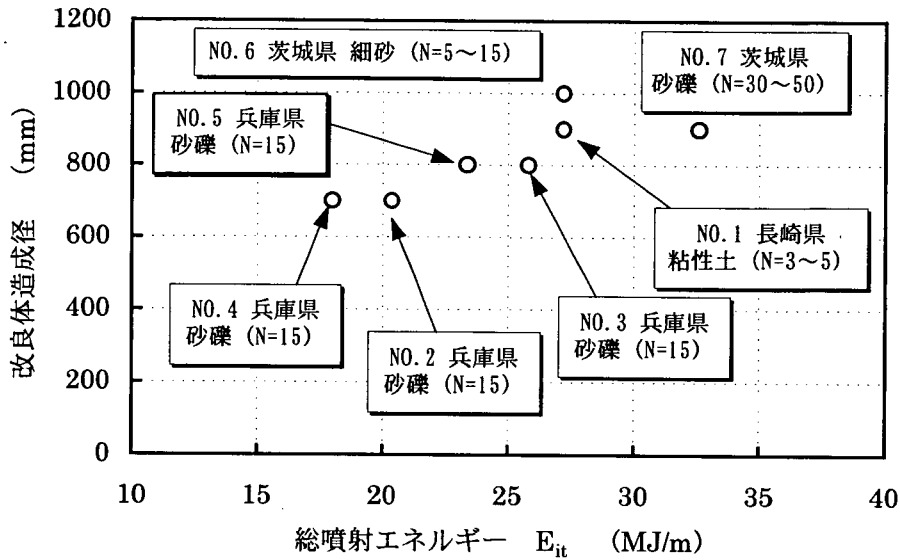 1200
1000
800
600
400
200
0
改良体造成径 (mm)
NO.6 茨城県 細砂 (N=5～15)
NO.7 茨城県
砂礫 (N=30～50)
NO.5 兵庫県
砂礫 (N=15)
NO.1 長崎県
粘性土 (N=3～5)
NO.4 兵庫県
砂礫 (N=15)
NO.2 兵庫県
砂礫 (N=15)
NO.3 兵庫県
砂礫 (N=15)
10 15 20 25 30 35 40
総噴射エネルギー Eit (MJ/m)